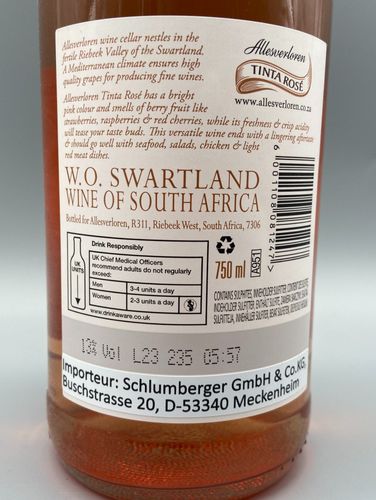 Allesverloren wine cellar nestles in the
fertile Riebeek Valley of the Swartland.
A Mediterranean climate ensures high
quality grapes for producing fine wines.
Allesverloren Tinta Rosé has a bright
pink colour and smells of berry fruit like
strawberries, raspberries & red cherries, while its freshness & crisp acidity
will tease your taste buds. This versatile wine ends with a lingering aftertaste
& should go well with seafood, salads, chicken & light
red meat dishes.
Allesverloren
TINTA ROSÉ
www.allesverloren.co.za
W.O. SWARTLAND
WINE OF SOUTH AFRICA
Bottled for Allesverloren, R311, Riebeek West, South Africa, 7306
6 001108 081247
UK
UNITS
Drink Responsibly
UK Chief Medical Officers
recommend adults do not regularly
exceed:
Men 3-4 units a day
Women 2-3 units a day
www.drinkaware.co.uk
750 ml
A951
CONTAINS SULPHITES,
13% Vol L23 235 05:57
Importeur: Schlumberger GmbH & Co.KG,
Buschstrasse 20, D-53340 Meckenheim